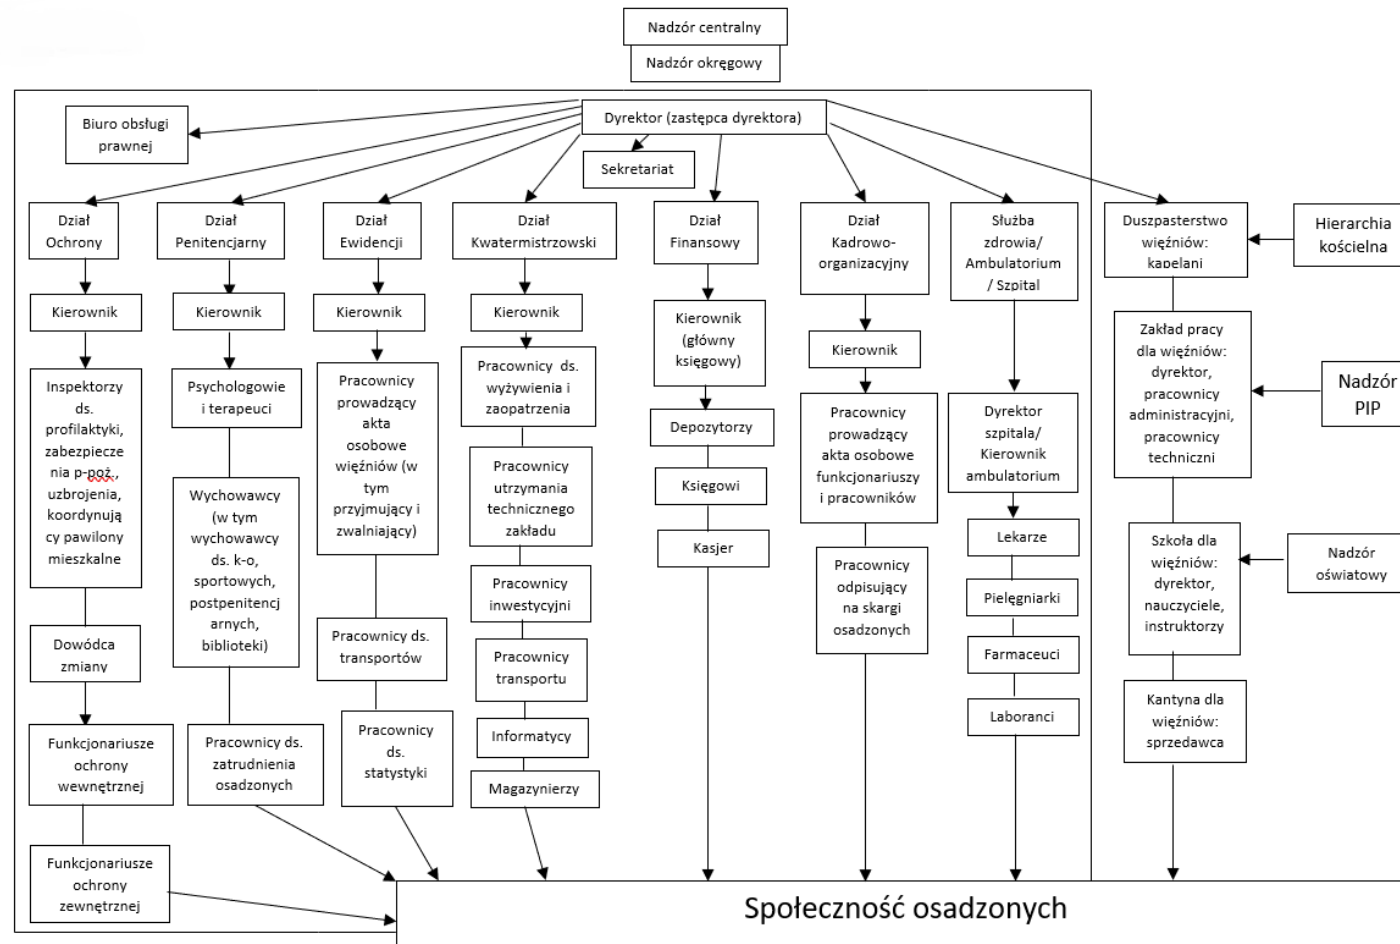 Nadzór centralny
Nadzór okręgowy
Dyrektor (zastępca dyrektora)
Biuro obsługi
prawnej
Sekretariat
Dział
Ochrony
Kierownik
Inspektorzy
ds.
profilaktyki,
zabezpiecze
nia p-poż.,
uzbrojenia,
koordynują
cy pawilony
mieszkalne
Dowódca
zmiany
Funkcjonariusze
ochrony
wewnętrznej
Funkcjonariusze
ochrony
zewnętrznej
Dział
Penitencjarny
Kierownik
Psychologowie
i terapeuci
Wychowawcy
(w tym
wychowawcy
ds. k-o,
sportowych,
postpenitencj
arnych,
biblioteki)
Pracownicy ds.
zatrudnienia
osadzonych
Dział
Ewidencji
Kierownik
Pracownicy
prowadzący
akta
osobowe
więźniów (w
tym
przyjmujący i
zwalniający)
Pracownicy ds.
transportów
Pracownicy
ds.
statystyki
Dział
Kwatermistrzowski
Kierownik
Pracownicy ds.
wyżywienia i
zaopatrzenia
Pracownicy
utrzymania
technicznego
zakładu
Pracownicy
inwestycyjni
Pracownicy
transportu
Informatycy
Magazynierzy
Dział
Finansowy
Kierownik
(główny
księgowy)
Depozytorzy
Księgowi
Kasjer
Dział
Kadrowo-
organizacyjny
Kierownik
Pracownicy
prowadzący
akta osobowe
funkcjonariuszy
i pracowników
Pracownicy
odpisujący
na skargi
osadzonych
Służba
zdrowia/
Ambulatorium
/ Szpital
Dyrektor
szpitala/
Kierownik
ambulatorium
Lekarze
Pielęgniarki
Farmaceuci
Laboranci
Duszpasterstwo
więźniów:
kapelani
Zakład pracy
dla więźniów:
dyrektor,
pracownicy
administracyjni,
pracownicy
techniczni
Szkoła dla
więźniów:
dyrektor,
nauczyciele,
instruktorzy
Kantyna dla
więźniów:
sprzedawca
Hierarchia
kościelna
Nadzór
PIP
Nadzór
oświatowy
Społeczność osadzonych